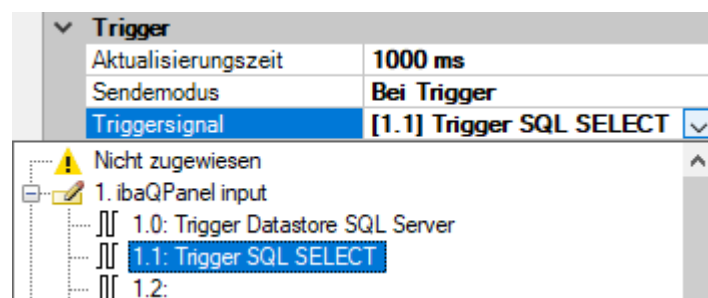 Trigger
Aktualisierungszeit 1000 ms
Sendemodus Bei Trigger
Triggersignal [1.1] Trigger SQL SELECT
Nicht zugewiesen
1. ibaQPanel input
1.0: Trigger Datastore SQL Server
1.1: Trigger SQL SELECT
1.2: